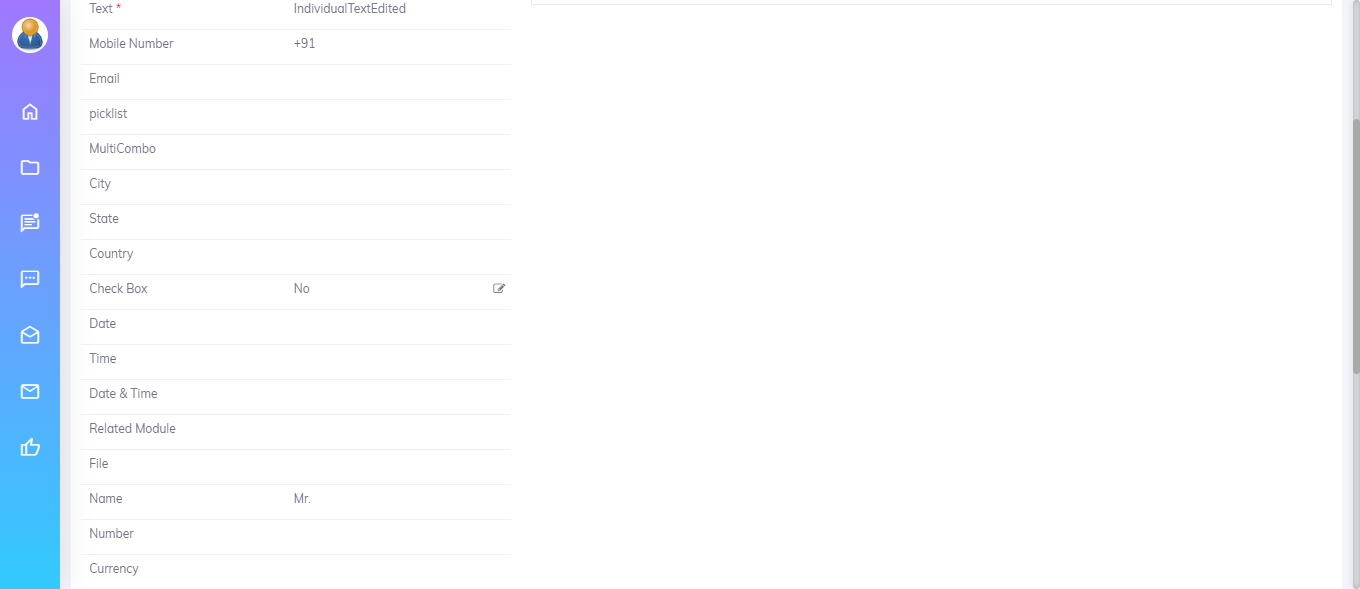 Text * IndividualTextEdited
Mobile Number +91
Email
picklist
MultiCombo
City
State
Country
Check Box No
Date
Time
Date & Time
Related Module
File
Name Mr.
Number
Currency